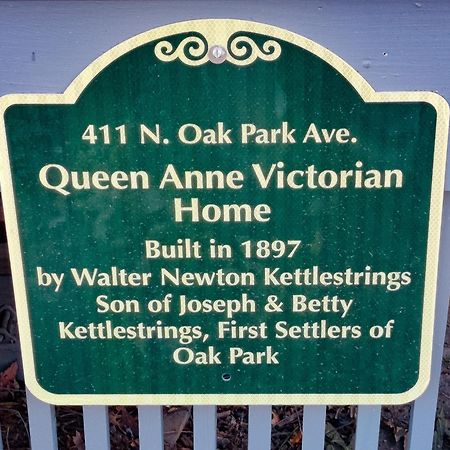 411 N. Oak Park Ave.
Queen Anne Victorian
Home
Built in 1897
by Walter Newton Kettlestrings
Son of Joseph & Betty
Kettlestrings, First Settlers of
Oak Park